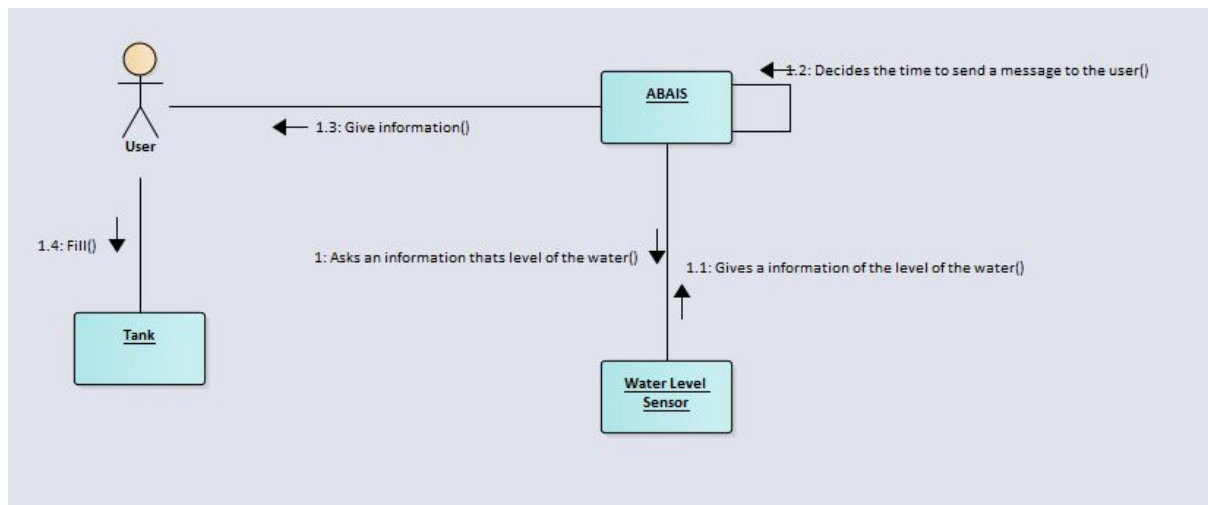 1.2: Decides the time to send a message to the user()
ABAIS
1.3: Give information()
User
1.4: Fill()
1: Asks an information thats level of the water()
1.1: Gives a information of the level of the water()
Tank
Water Level
Sensor